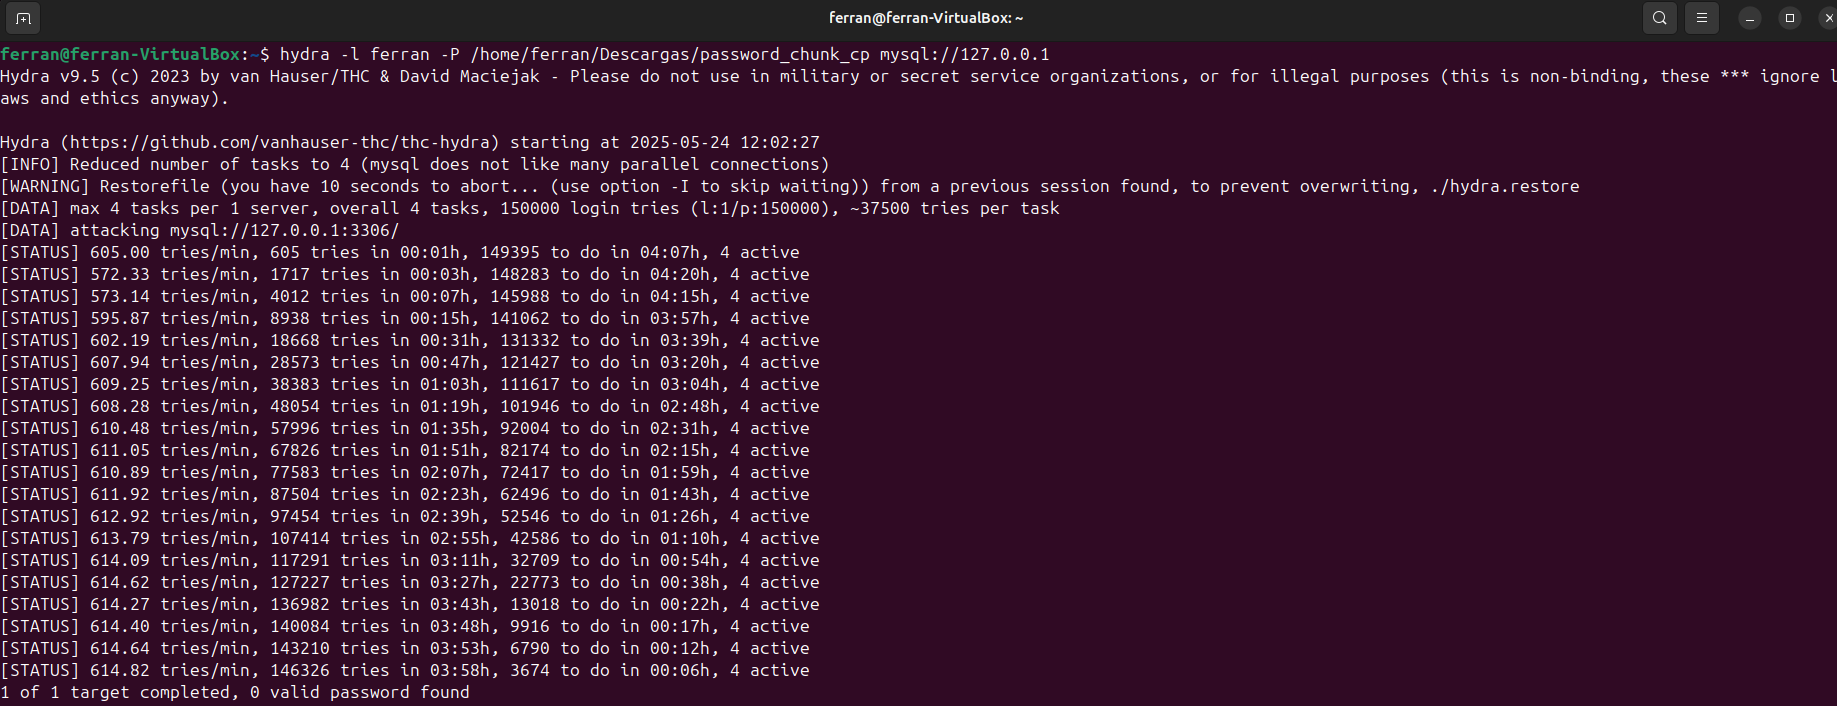 ferran@ferran-VirtualBox: ~
ferran@ferran-VirtualBox:~$ hydra -l ferran -P /home/ferran/Descargas/password_chunk_cp mysql://127.0.0.1
Hydra v9.5 (c) 2023 by van Hauser/THC & David Maciejak - Please do not use in military or secret service organizations, or for illegal purposes (this is non-binding, these *** ignore l
aws and ethics anyway).

Hydra (https://github.com/vanhauser-thc/thc-hydra) starting at 2025-05-24 12:02:27
[INFO] Reduced number of tasks to 4 (mysql does not like many parallel connections)
[WARNING] Restorefile (you have 10 seconds to abort... (use option -I to skip waiting)) from a previous session found, to prevent overwriting, ./hydra.restore
[DATA] max 4 tasks per 1 server, overall 4 tasks, 150000 login tries (l:1/p:150000), ~37500 tries per task
[DATA] attacking mysql://127.0.0.1:3306/
[STATUS] 605.00 tries/min, 605 tries in 00:01h, 149395 to do in 04:07h, 4 active
[STATUS] 572.33 tries/min, 1717 tries in 00:03h, 148283 to do in 04:20h, 4 active
[STATUS] 573.14 tries/min, 4012 tries in 00:07h, 145988 to do in 04:15h, 4 active
[STATUS] 595.87 tries/min, 8938 tries in 00:15h, 141062 to do in 03:57h, 4 active
[STATUS] 602.19 tries/min, 18668 tries in 00:31h, 131332 to do in 03:39h, 4 active
[STATUS] 607.94 tries/min, 28573 tries in 00:47h, 121427 to do in 03:20h, 4 active
[STATUS] 609.25 tries/min, 38383 tries in 01:03h, 111617 to do in 03:04h, 4 active
[STATUS] 608.28 tries/min, 48054 tries in 01:19h, 101946 to do in 02:48h, 4 active
[STATUS] 610.48 tries/min, 57996 tries in 01:35h, 92004 to do in 02:31h, 4 active
[STATUS] 611.05 tries/min, 67826 tries in 01:51h, 82174 to do in 02:15h, 4 active
[STATUS] 610.89 tries/min, 77583 tries in 02:07h, 72417 to do in 01:59h, 4 active
[STATUS] 611.92 tries/min, 87504 tries in 02:23h, 62496 to do in 01:43h, 4 active
[STATUS] 612.92 tries/min, 97454 tries in 02:39h, 52546 to do in 01:26h, 4 active
[STATUS] 613.79 tries/min, 107414 tries in 02:55h, 42586 to do in 01:10h, 4 active
[STATUS] 614.09 tries/min, 117291 tries in 03:11h, 32709 to do in 00:54h, 4 active
[STATUS] 614.62 tries/min, 127227 tries in 03:27h, 22773 to do in 00:38h, 4 active
[STATUS] 614.27 tries/min, 136982 tries in 03:43h, 13018 to do in 00:22h, 4 active
[STATUS] 614.40 tries/min, 140084 tries in 03:48h, 9916 to do in 00:17h, 4 active
[STATUS] 614.64 tries/min, 143210 tries in 03:53h, 6790 to do in 00:12h, 4 active
[STATUS] 614.82 tries/min, 146326 tries in 03:58h, 3674 to do in 00:06h, 4 active
1 of 1 target completed, 0 valid password found